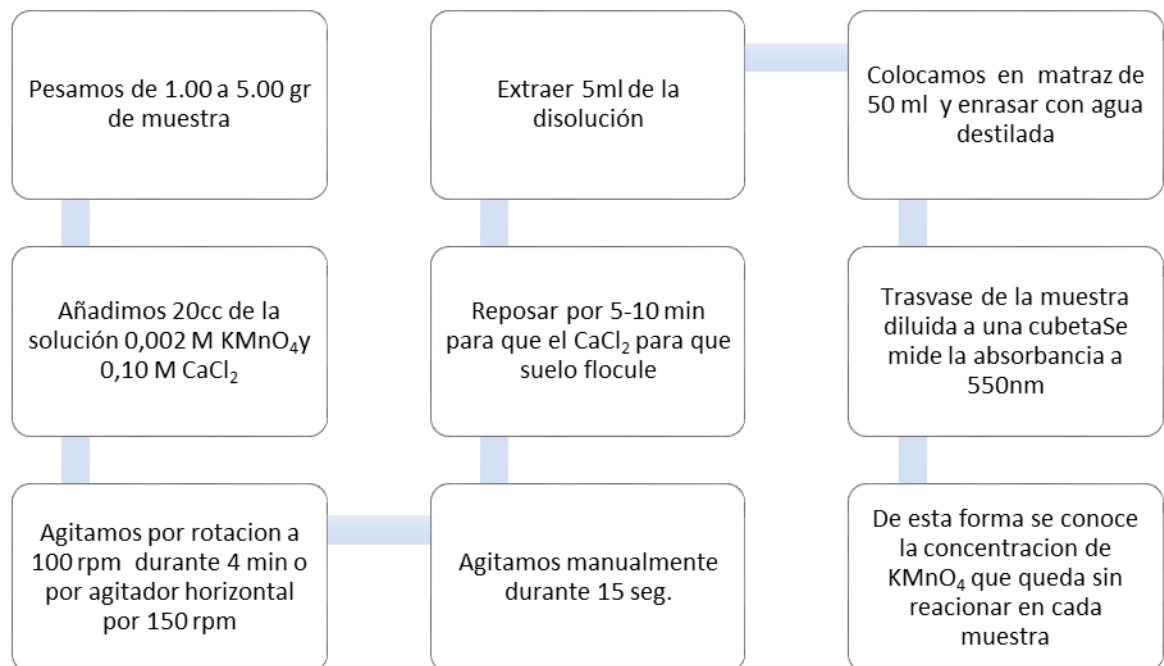 Pesamos de 1.00 a 5.00 gr
de muestra
Añadimos 20cc de la
solución 0,002 M KMnO₄y
0,10 M CaCl₂
Agitamos por rotacion a
100 rpm durante 4 min o
por agitador horizontal
por 150 rpm
Agitamos manualmente
durante 15 seg.
Reposar por 5-10 min
para que el CaCl₂ para que
suelo flocule
Extraer 5ml de la
disolución
Colocamos en matraz de
50 ml y enrasar con agua
destilada
Trasvase de la muestra
diluida a una cubetaSe
mide la absorbancia a
550nm
De esta forma se conoce
la concentracion de
KMnO₄ que queda sin
reacionar en cada
muestra